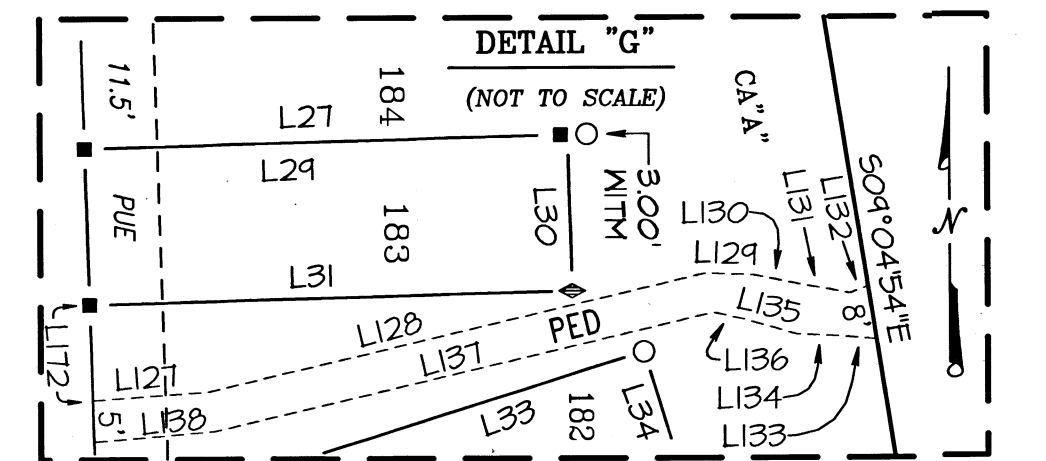 DETAIL "G"
(NOT TO SCALE)
11.5'
PUE
L27
184
L29
183
L30
3.00'
WITM
CA"A"
L130
L129
L131
L132
S09°04'54"E
N
L31
L128
PED
L135
8'
L172
L127
L137
L136
L134
L133
5'
L138
L33
182
L34